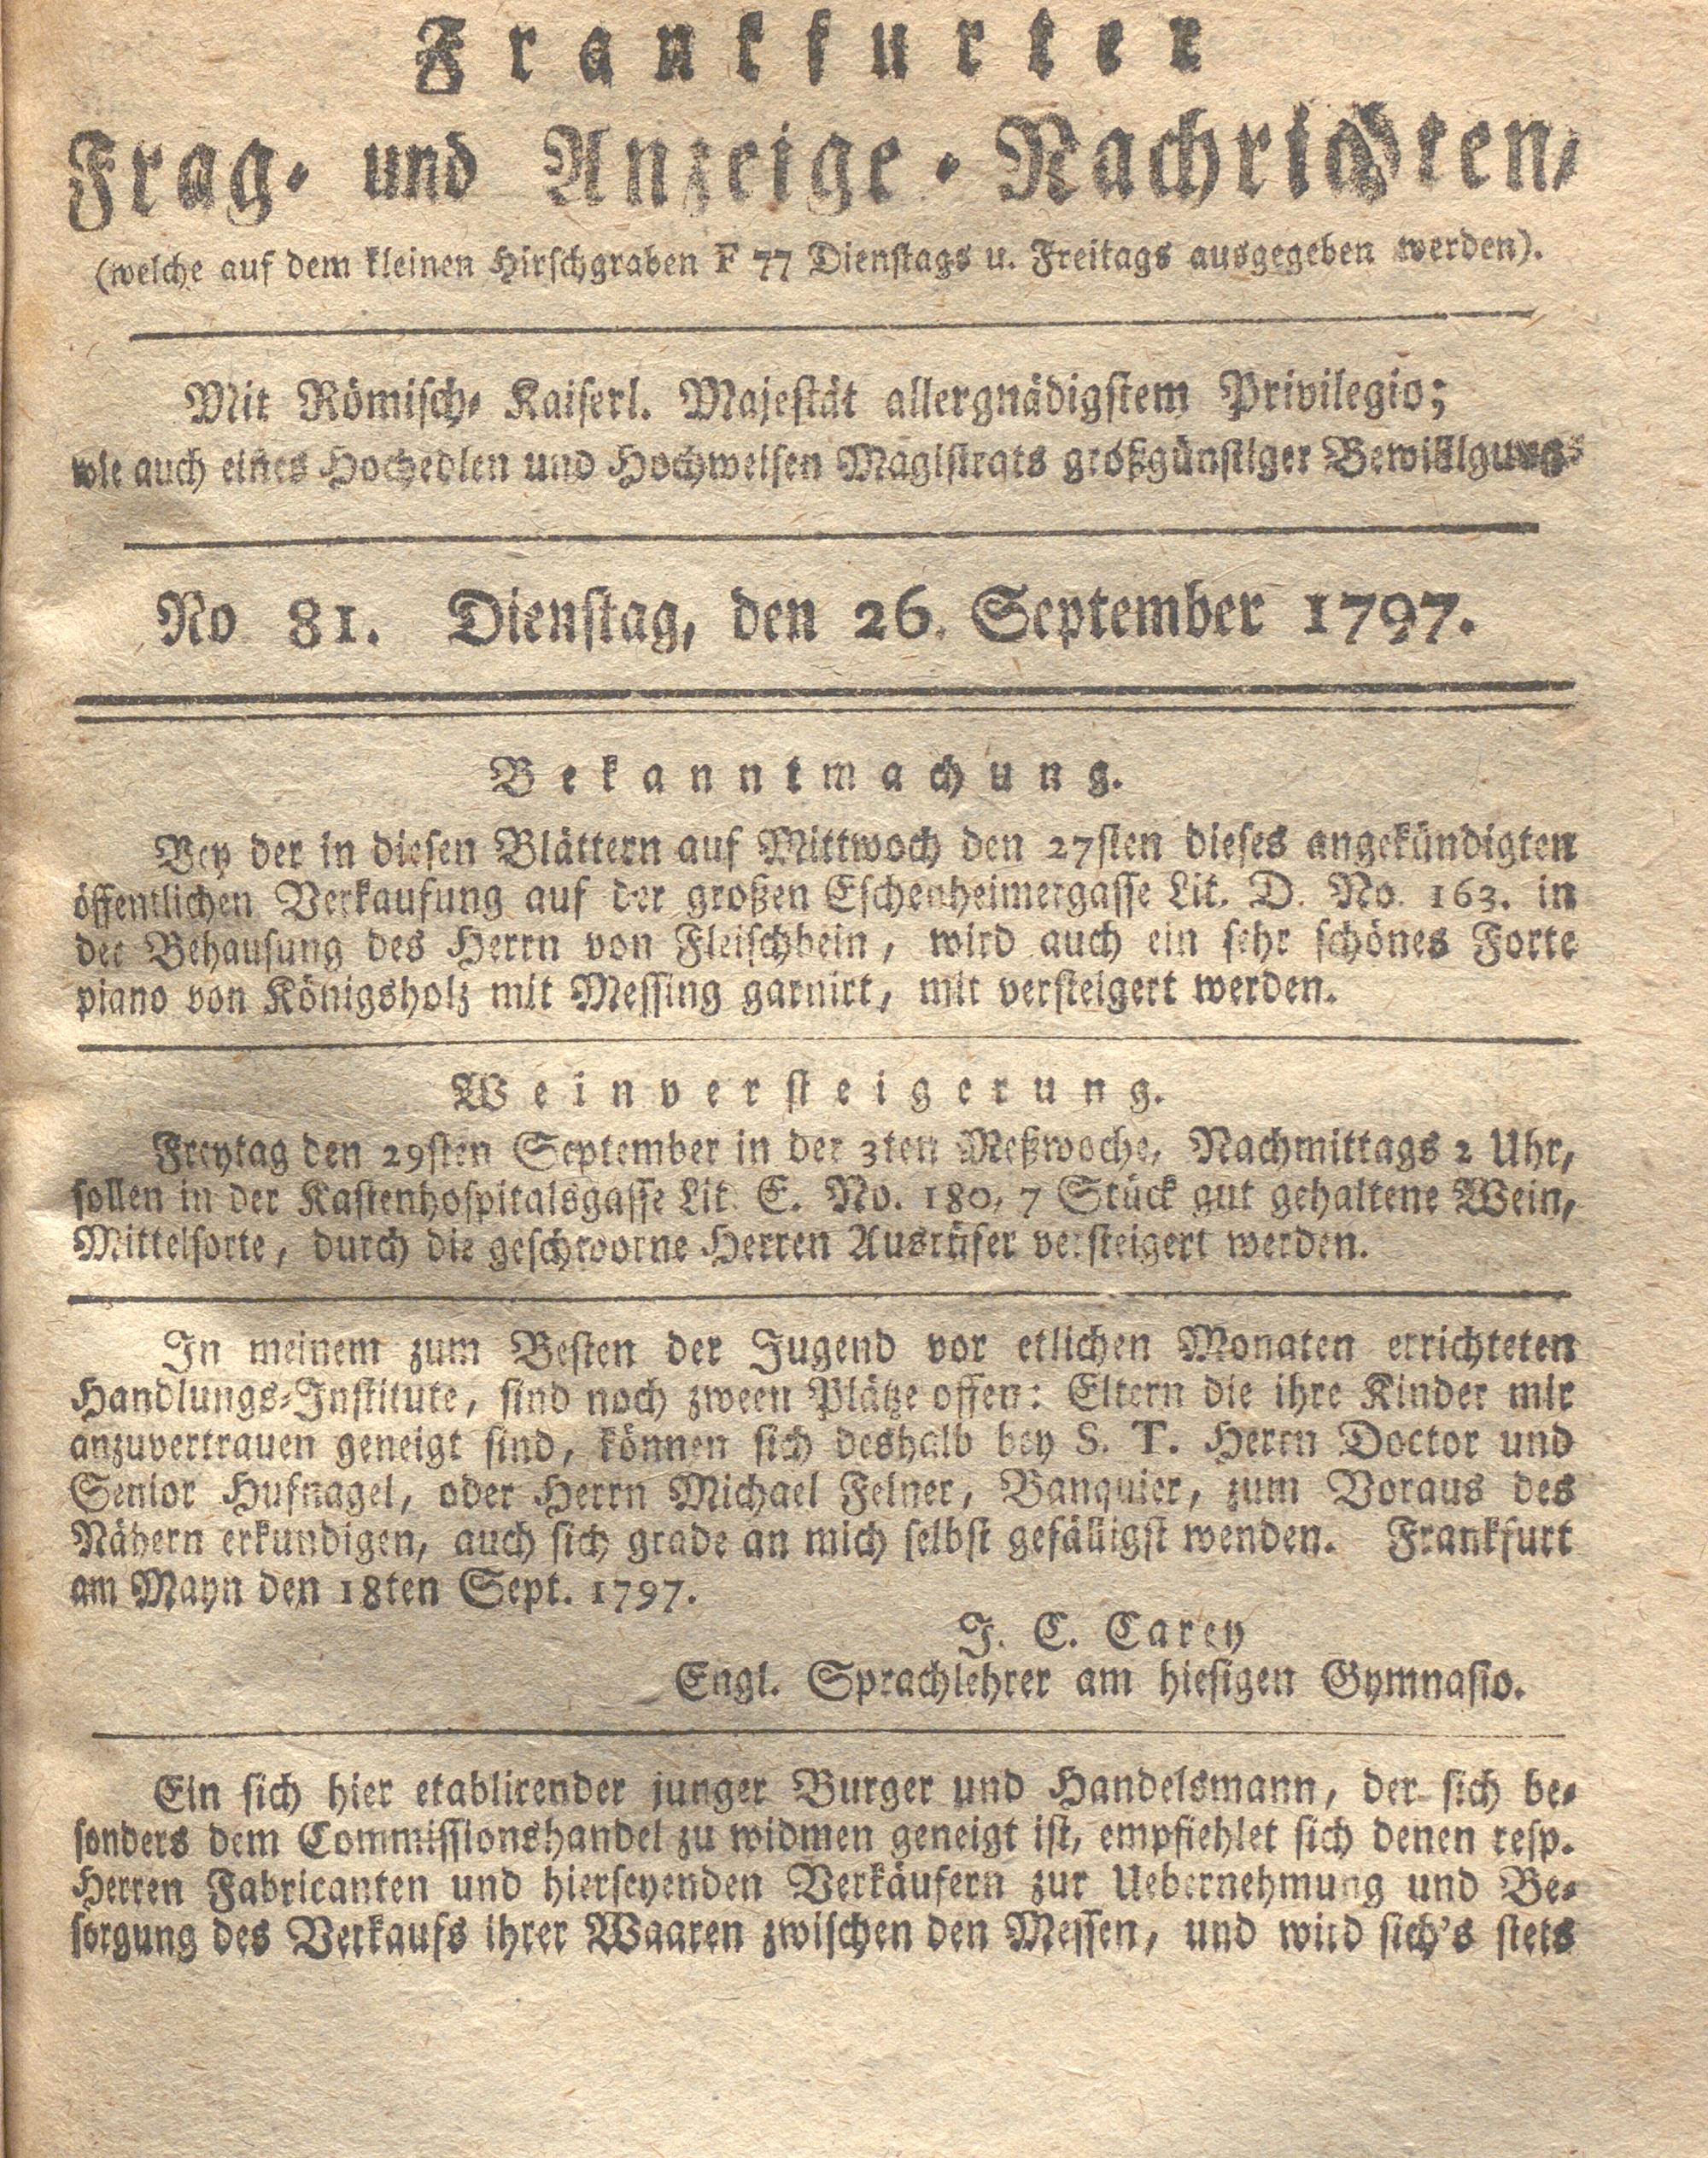 Frankfurter
Frag- und Anzeige-Nachrichten,
(welche auf dem kleinen Hirschgraben F 77 Dienstags u. Freitags ausgegeben werden).
Mit Römisch- Kaiserl. Majestät allergnädigstem Privilegio;
wie auch eines Hochedlen und Hochweisen Magistrats großgünstiger Bewilligung.
No 81. Dienstag, den 26. September 1797.
Bekanntmachung.
Bey der in diesen Blättern auf Mittwoch den 27sten dieses angekündigten
öffentlichen Verkaufung auf der großen Eschenheimergasse Lit. D. No. 163. in
der Behausung des Herrn von Fleischbein, wird auch ein sehr schönes Forte
piano von Königsholz mit Messing garnirt, mit versteigert werden.
Weinversteigerung.
Freytag den 29sten September in der 3ten Meßwoche, Nachmittags 2 Uhr,
sollen in der Kastenhospitalsgasse Lit. E. No. 180, 7 Stück gut gehaltene Wein,
Mittelsorte, durch die geschwoorne Herren Ausrüfer versteigert werden.
In meinem zum Besten der Jugend vor etlichen Monaten errichteten
Handlungs-Institute, sind noch zween Plätze offen: Eltern die ihre Kinder mir
anzuvertrauen geneigt sind, können sich deshalb bey S. T. Herrn Doctor und
Senior Hufnagel, oder Herrn Michael Felner, Banquier, zum Voraus des
Nähern erkundigen, auch sich grade an mich selbst gefälligst wenden. Frankfurt
am Mayn den 18ten Sept. 1797.
J. C. Carey
Engl. Sprachlehrer am hiesigen Gymnasio.
Ein sich hier etablirender junger Burger und Handelsmann, der sich be-
sonders dem Commissionshandel zu widmen geneigt ist, empfiehlet sich denen resp.
Herren Fabricanten und hierseyenden Verkäufern zur Uebernehmung und Be-
sorgung des Verkaufs ihrer Waaren zwischen den Messen, und wird sich's stets